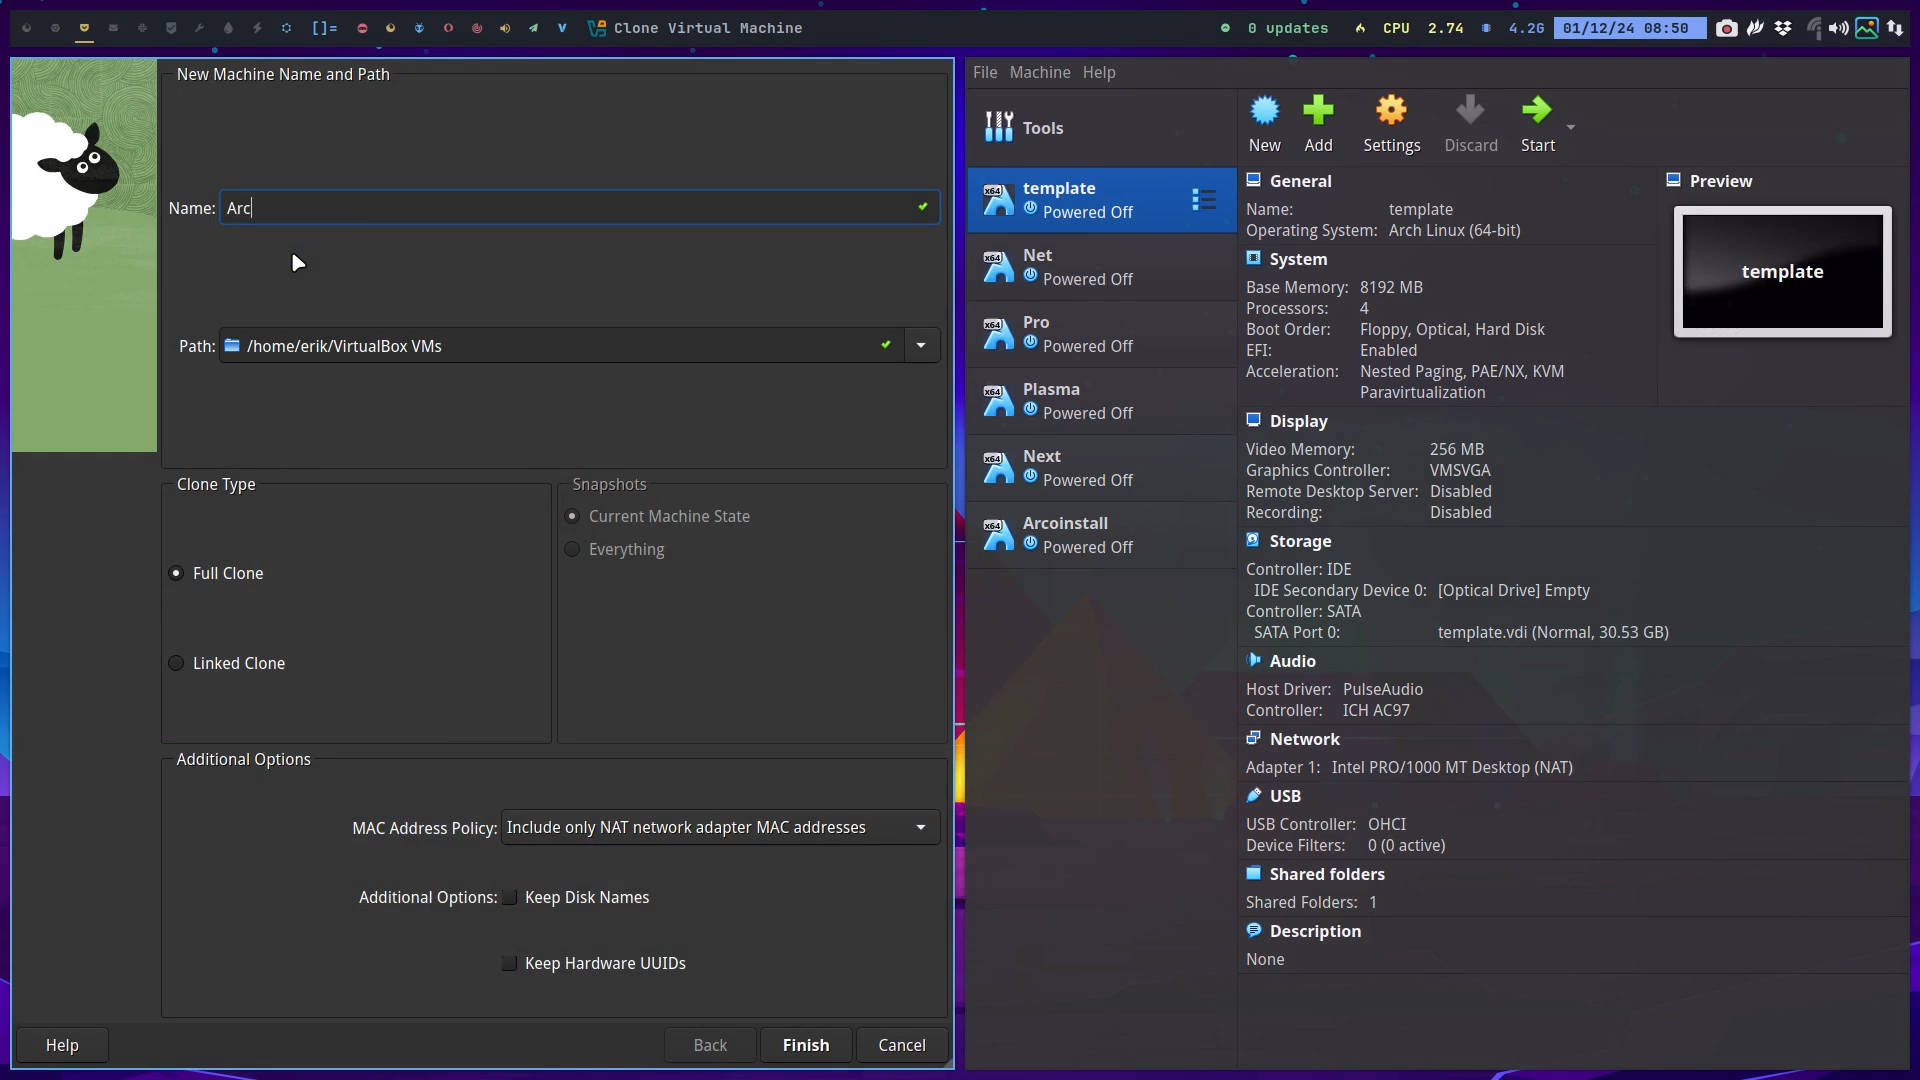 []=
V
Clone Virtual Machine
0 updates
CPU 2.74
4.2G
01/12/24 08:50
New Machine Name and Path
Name: Arc
Path: /home/erik/VirtualBox VMs
Clone Type
Full Clone
Linked Clone
Snapshots
Current Machine State
Everything
Additional Options
MAC Address Policy: Include only NAT network adapter MAC addresses
Additional Options: Keep Disk Names
Keep Hardware UUIDs
Help
Back
Finish
Cancel
File Machine Help
Tools
New
Add
Settings
Discard
Start
x64
template
Powered Off
x64
Net
Powered Off
x64
Pro
Powered Off
x64
Plasma
Powered Off
x64
Next
Powered Off
x64
Arcoinstall
Powered Off
General
Name: template
Operating System: Arch Linux (64-bit)
System
Base Memory: 8192 MB
Processors: 4
Boot Order: Floppy, Optical, Hard Disk
EFI: Enabled
Acceleration: Nested Paging, PAE/NX, KVM
Paravirtualization
Preview
template
Display
Video Memory: 256 MB
Graphics Controller: VMSVGA
Remote Desktop Server: Disabled
Recording: Disabled
Storage
Controller: IDE
IDE Secondary Device 0: [Optical Drive] Empty
Controller: SATA
SATA Port 0: template.vdi (Normal, 30.53 GB)
Audio
Host Driver: PulseAudio
Controller: ICH AC97
Network
Adapter 1: Intel PRO/1000 MT Desktop (NAT)
USB
USB Controller: OHCI
Device Filters: 0 (0 active)
Shared folders
Shared Folders: 1
Description
None